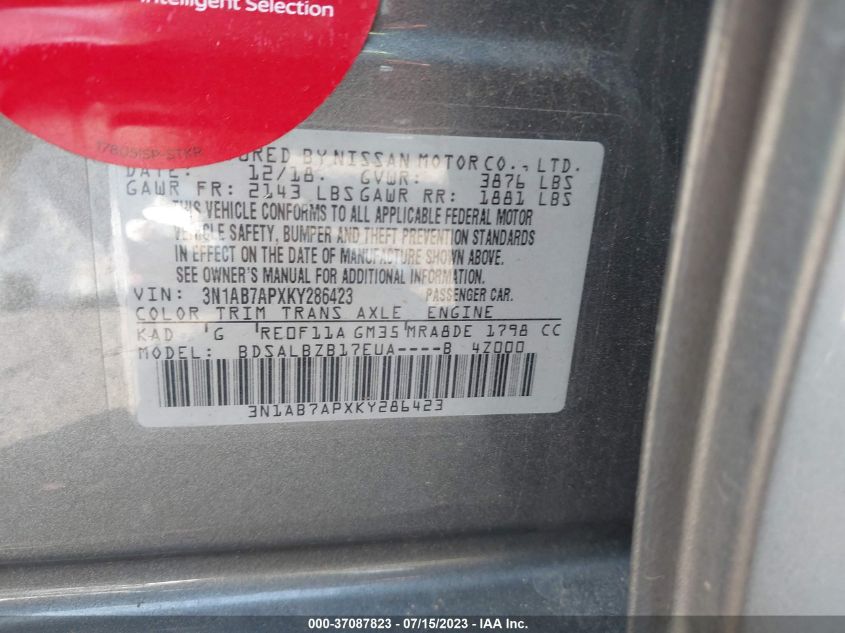 Intelligent Selection
17B051SP-STKR
URED BY NISSAN MOTOR CO., LTD.
DATE: 12/18 GVWR: 3876 LBS
GAWR FR: 2143 LBS GAWR RR: 1881 LBS
THIS VEHICLE CONFORMS TO ALL APPLICABLE FEDERAL MOTOR
VEHICLE SAFETY, BUMPER AND THEFT PREVENTION STANDARDS
IN EFFECT ON THE DATE OF MANUFACTURE SHOWN ABOVE.
SEE OWNER'S MANUAL FOR ADDITIONAL INFORMATION.
VIN: 3N1AB7APXKY286423 PASSENGER CAR.
COLOR TRIM TRANS AXLE ENGINE
KAD G RE0F11A GM35 MRA8DE 1798 CC
MODEL: BDSALBZB17EUA----B 4Z000
3N1AB7APXKY286423
000-37087823 - 07/15/2023 - IAA Inc.